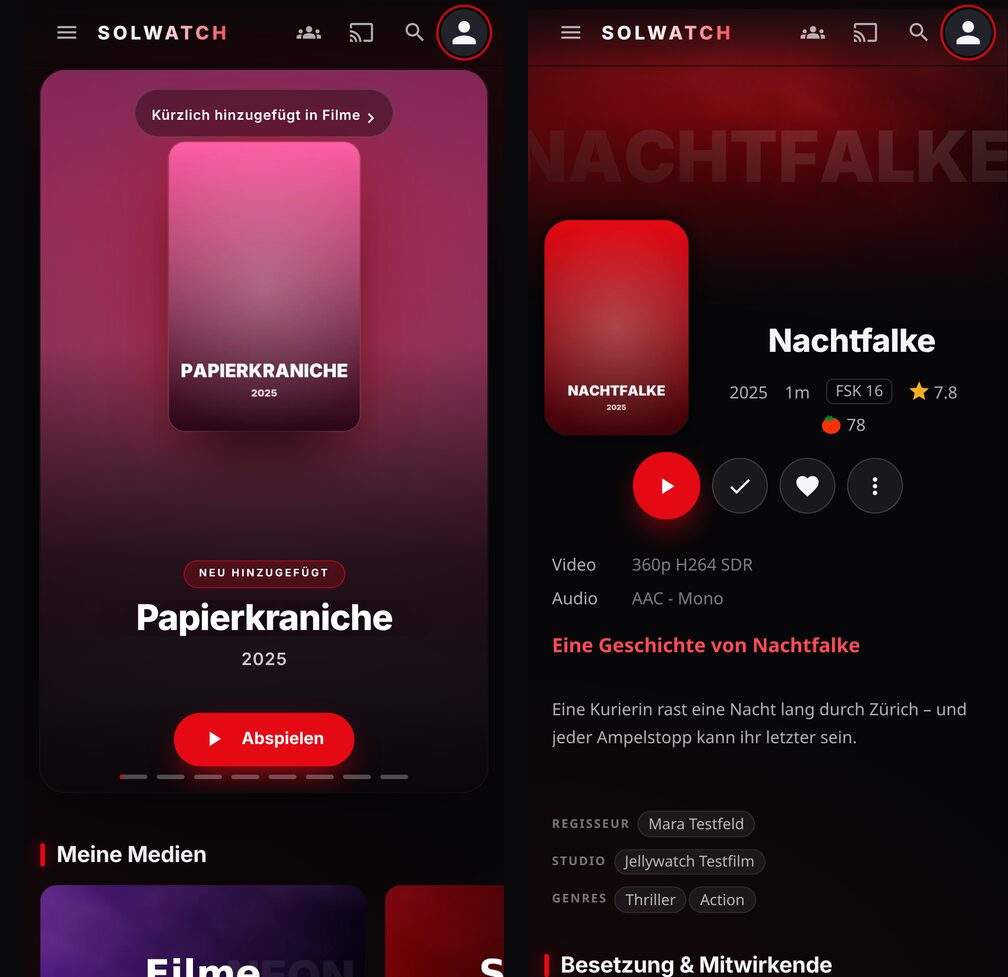 SOLWATCH
Kürzlich hinzugefügt in Filme
PAPIERKRANICHE
2025
NEU HINZUGEFÜGT
Papierkraniche
2025
Abspielen
Meine Medien
Filme
NEON
S
SOLWATCH
NACHTFALKE
NACHTFALKE
2025
Nachtfalke
2025 1m FSK 16 7.8
78
Video 360p H264 SDR
Audio AAC - Mono
Eine Geschichte von Nachtfalke
Eine Kurierin rast eine Nacht lang durch Zürich – und
jeder Ampelstopp kann ihr letzter sein.
REGISSEUR Mara Testfeld
STUDIO Jellywatch Testfilm
GENRES Thriller Action
Besetzung & Mitwirkende